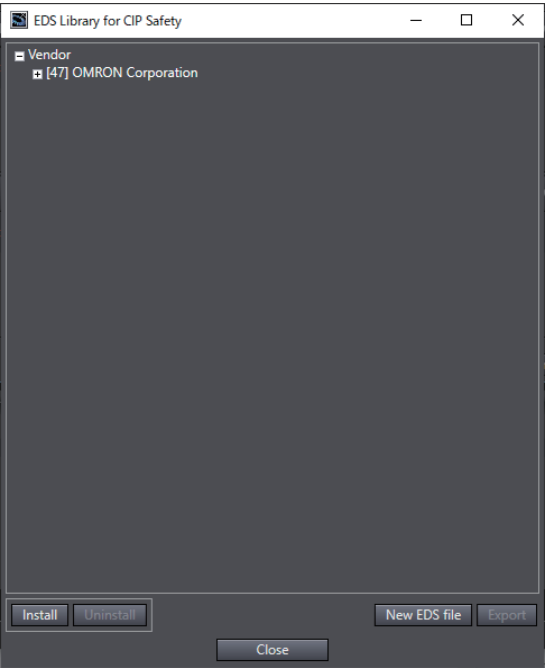 EDS Library for CIP Safety
Vendor
[47] OMRON Corporation
Install Uninstall New EDS file Export
Close